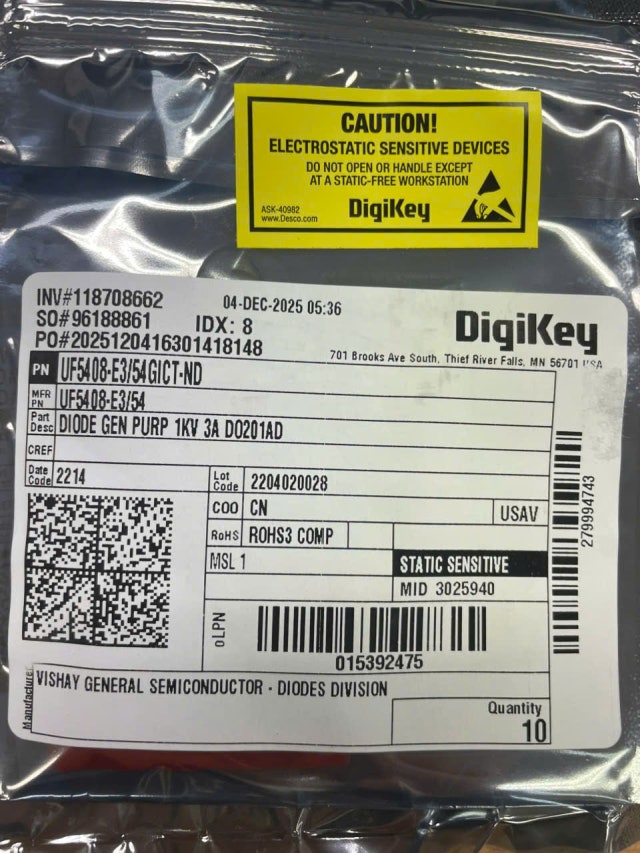 CAUTION!
ELECTROSTATIC SENSITIVE DEVICES
DO NOT OPEN OR HANDLE EXCEPT
AT A STATIC-FREE WORKSTATION
ASK-40982
www.Desco.com
DigiKey
INV#118708662
04-DEC-2025 05:36
SO#96188861
IDX: 8
PO#2025120416301418148
DigiKey
701 Brooks Ave South, Thief River Falls, MN 56701 USA
PN UF5408-E3/54GICT-ND
MFR PN UF5408-E3/54
Part Desc DIODE GEN PURP 1KV 3A DO201AD
CREF
Date Code 2214
Lot Code 2204020028
COO CN
USAV
RoHS ROHS3 COMP
MSL 1
STATIC SENSITIVE
MID 3025940
0LPN
015392475
279994743
Manufacturer
VISHAY GENERAL SEMICONDUCTOR - DIODES DIVISION
Quantity
10